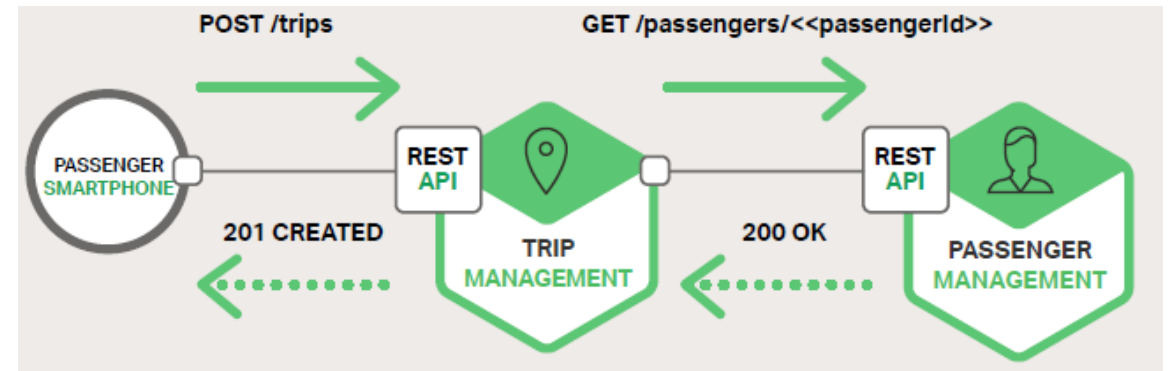 POST /trips
GET /passengers/<<passengerId>>
PASSENGER
SMARTPHONE
REST
API
TRIP
MANAGEMENT
REST
API
PASSENGER
MANAGEMENT
201 CREATED
200 OK